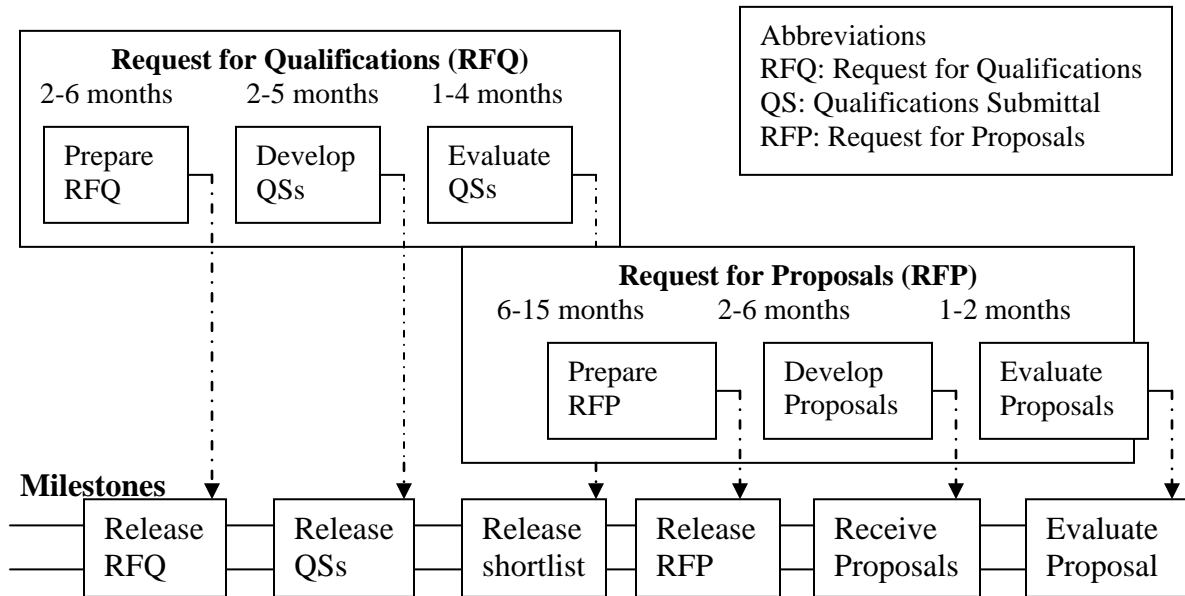 Request for Qualifications (RFQ)
2-6 months
2-5 months
1-4 months
Prepare
RFQ
Develop
QSs
Evaluate
QSs
Abbreviations
RFQ: Request for Qualifications
QS: Qualifications Submittal
RFP: Request for Proposals
Request for Proposals (RFP)
6-15 months
2-6 months
1-2 months
Prepare
RFP
Develop
Proposals
Evaluate
Proposals
Milestones
Release
RFQ
Release
QSs
Release
shortlist
Release
RFP
Receive
Proposals
Evaluate
Proposal